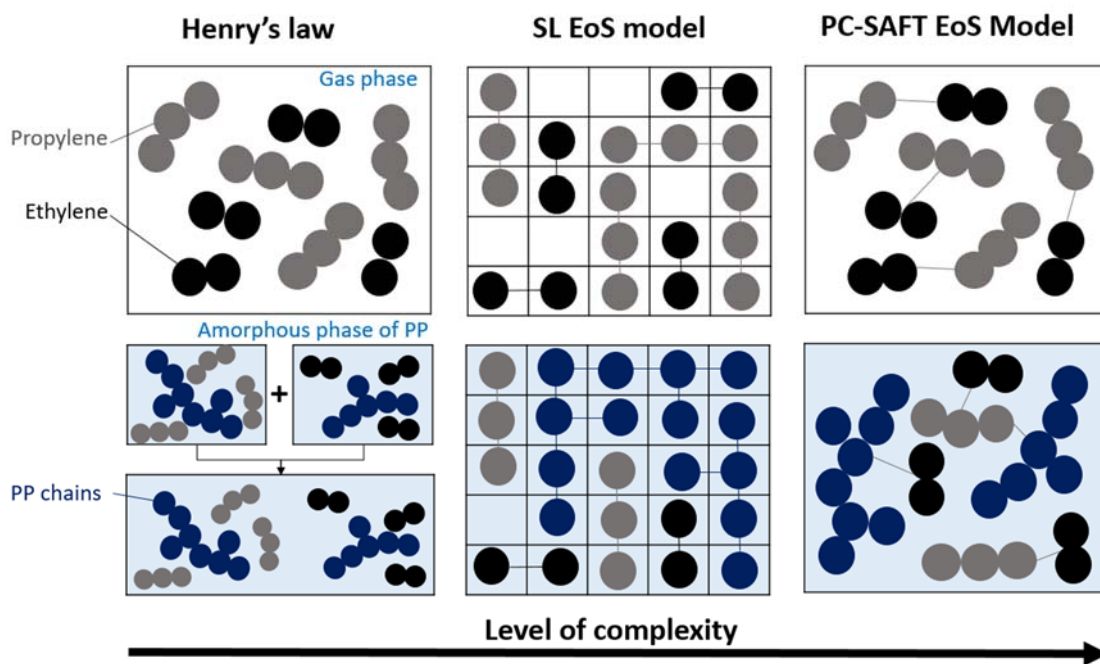 Henry's law
SL EoS model
PC-SAFT EoS Model
Gas phase
Propylene
Ethylene
Amorphous phase of PP
+
PP chains
Level of complexity